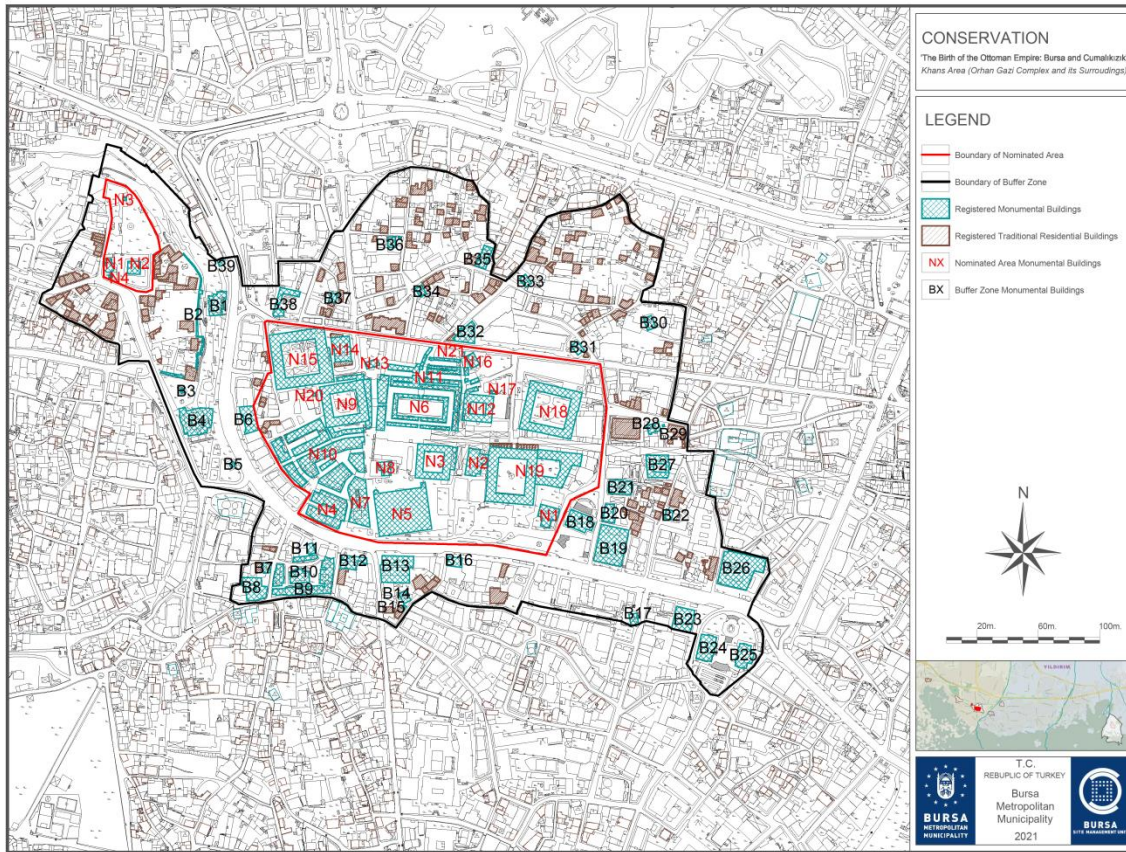 CONSERVATION
'The Birth of the Ottoman Empire: Bursa and Cumalıkızık
Khans Area (Orhan Gazi Complex and its Surroudings)
LEGEND
Boundary of Nominated Area
Boundary of Buffer Zone
Registered Monumental Buildings
Registered Traditional Residential Buildings
NX
Nominated Area Monumental Buildings
BX
Buffer Zone Monumental Buildings
N3
N1
N2
N4
B39
B1
B2
B3
B4
B5
B6
B38
B37
B36
B35
B34
B33
B32
B31
B30
N15
N14
N13
N2
N16
N11
N17
N20
N9
N6
N12
N18
N10
N8
N3
N2
N19
N4
N7
N5
N1
B28
B29
B27
B21
B20
B22
B18
B19
B26
B11
B7
B10
B12
B13
B16
B8
B9
B14
B15
B17
B23
B24
B25
N
20m.
60m.
100m.
YILDIRIM
BURSA
METROPOLITAN
MUNICIPALITY
T.C.
REBUPLIC OF TURKEY
Bursa
Metropolitan
Municipality
2021
BURSA
SITE MANAGEMENT UNIT